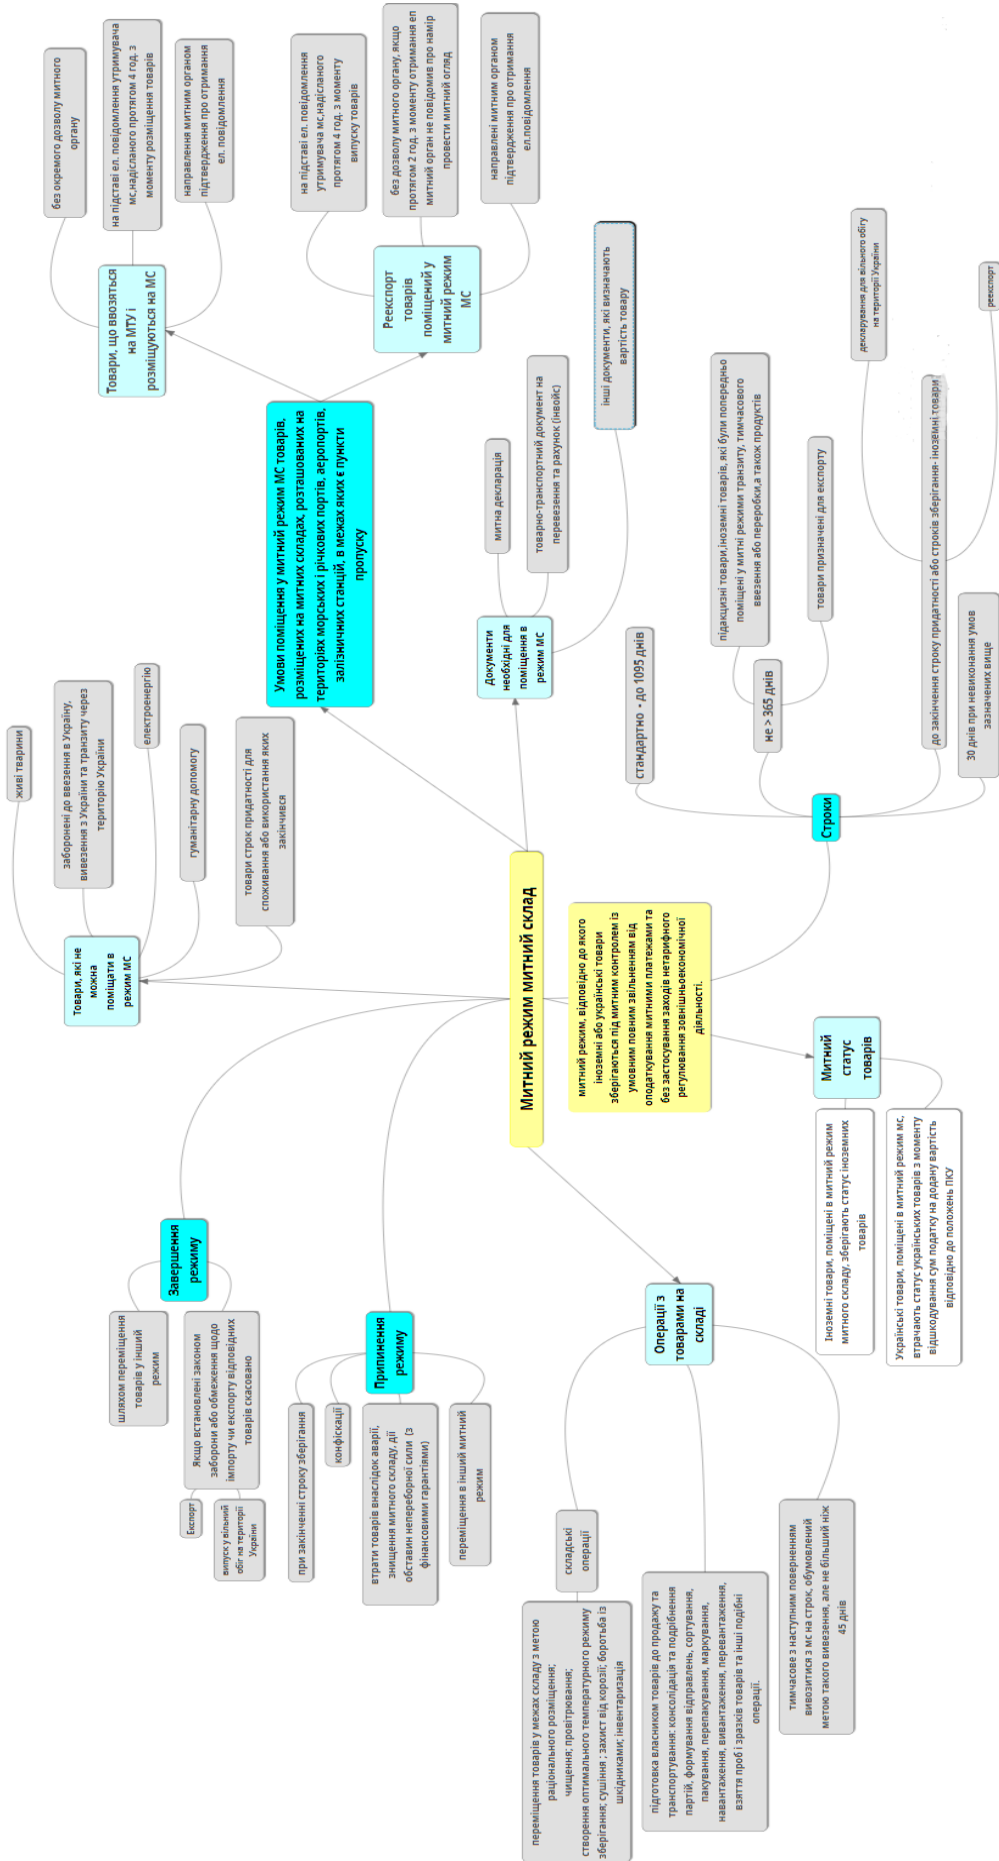 Митний режим митний склад
митний режим, відповідно до якого
іноземні або українські товари
зберігаються під митним контролем із
умовним повним звільненням від
оподаткування митними платежами та
без застосування заходів нетарифного
регулювання зовнішньоекономічної
діяльності.
Завершення
режиму
шляхом переміщення
товарів у інший
режим
Якщо встановлені законом
заборони або обмеження щодо
імпорту чи експорту відповідних
товарів скасовано
Експорт
випуск у вільний
обіг на території
України
Припинення
режиму
при закінченні строку зберігання
конфіскації
втрати товарів внаслідок аварії,
знищення митного складу, дії
обставин непереборної сили (з
фінансовими гарантіями)
переміщення в інший митний
режим
Операції з
товарами на
складі
складські
операції
переміщення товарів у межах складу з метою
раціонального розміщення;
чищення; провітрювання;
створення оптимального температурного режиму
зберігання; сушіння ; захист від корозії; боротьба із
шкідниками; інвентаризація
підготовка власником товарів до продажу та
транспортування: консолідація та подрібнення
партій, формування відправлень, сортування,
пакування, перепакування, маркування,
навантаження, вивантаження, перевантаження,
взяття проб і зразків товарів та інші подібні
операції.
тимчасове з наступним поверненням
вивозитися з мс на строк, обумовлений
метою такого вивезення, але не більший ніж
45 днів
Товари, які не
можна
поміщати в
режим МС
живі тварини
заборонені до ввезення в Україну,
вивезення з України та транзиту через
територію України
електроенергію
гуманітарну допомогу
товари строк придатності для
споживання або використання яких
закінчився
Умови поміщення у митний режим МС товарів,
розміщених на митних складах, розташованих на
територіях морських і річкових портів, аеропортів,
залізничних станцій, в межах яких є пункти
пропуску
Товари, що ввозяться
на МТУ і
розміщуються на МС
без окремого дозволу митного
органу
на підставі ел. повідомлення утримувача
мс,надісланого протягом 4 год. з
моменту розміщення товарів
направлення митним органом
підтвердження про отримання
ел. повідомлення
Реекспорт
товарів
поміщений у
митний режим
МС
на підставі ел. повідомлення
утримувача мс,надісланого
протягом 4 год. з моменту
випуску товарів
без дозволу митного органу, якщо
протягом 2 год. з моменту отримання еп
митний орган не повідомив про намір
провести митний огляд
направлені митним органом
підтвердження про отримання
ел.повідомлення
Документи
необхідні для
поміщення в
режим МС
митна декларація
товарно-транспортний документ на
перевезення та рахунок (інвойс)
інші документи, які визначають
вартість товару
Строки
стандартно - до 1095 днів
не > 365 днів
підакцизні товари,іноземні товарів, які були попередньо
поміщені у митні режими транзиту, тимчасового
ввезення або переробки,а також продуктів
товари призначені для експорту
до закінчення строку придатності або строків зберігання- іноземні товари
декларування для вільного обігу
на території України
реекспорт
30 днів при невиконання умов
зазначених вище
Митний
статус
товарів
Іноземні товари, поміщені в митний режим
митного складу, зберігають статус іноземних
товарів
Українські товари, поміщені в митний режим мс,
втрачають статус українських товарів з моменту
відшкодування сум податку на додану вартість
відповідно до положень ПКУ